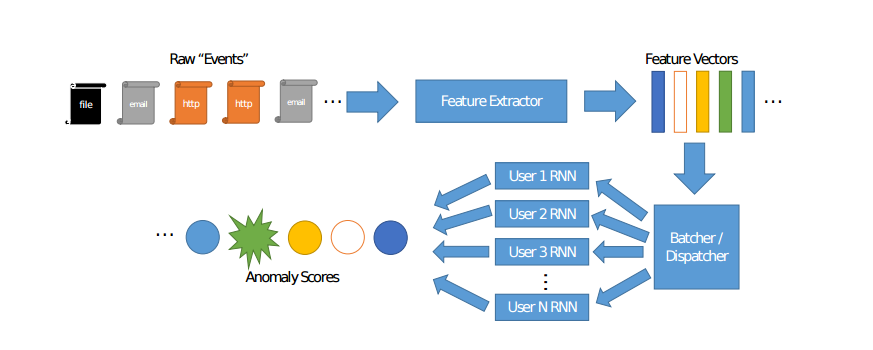 Raw “Events”
Feature Vectors
file
email
http
http
email
...
Feature Extractor
...
User 1 RNN
User 2 RNN
User 3 RNN
...
User N RNN
Batcher /
Dispatcher
...
Anomaly Scores